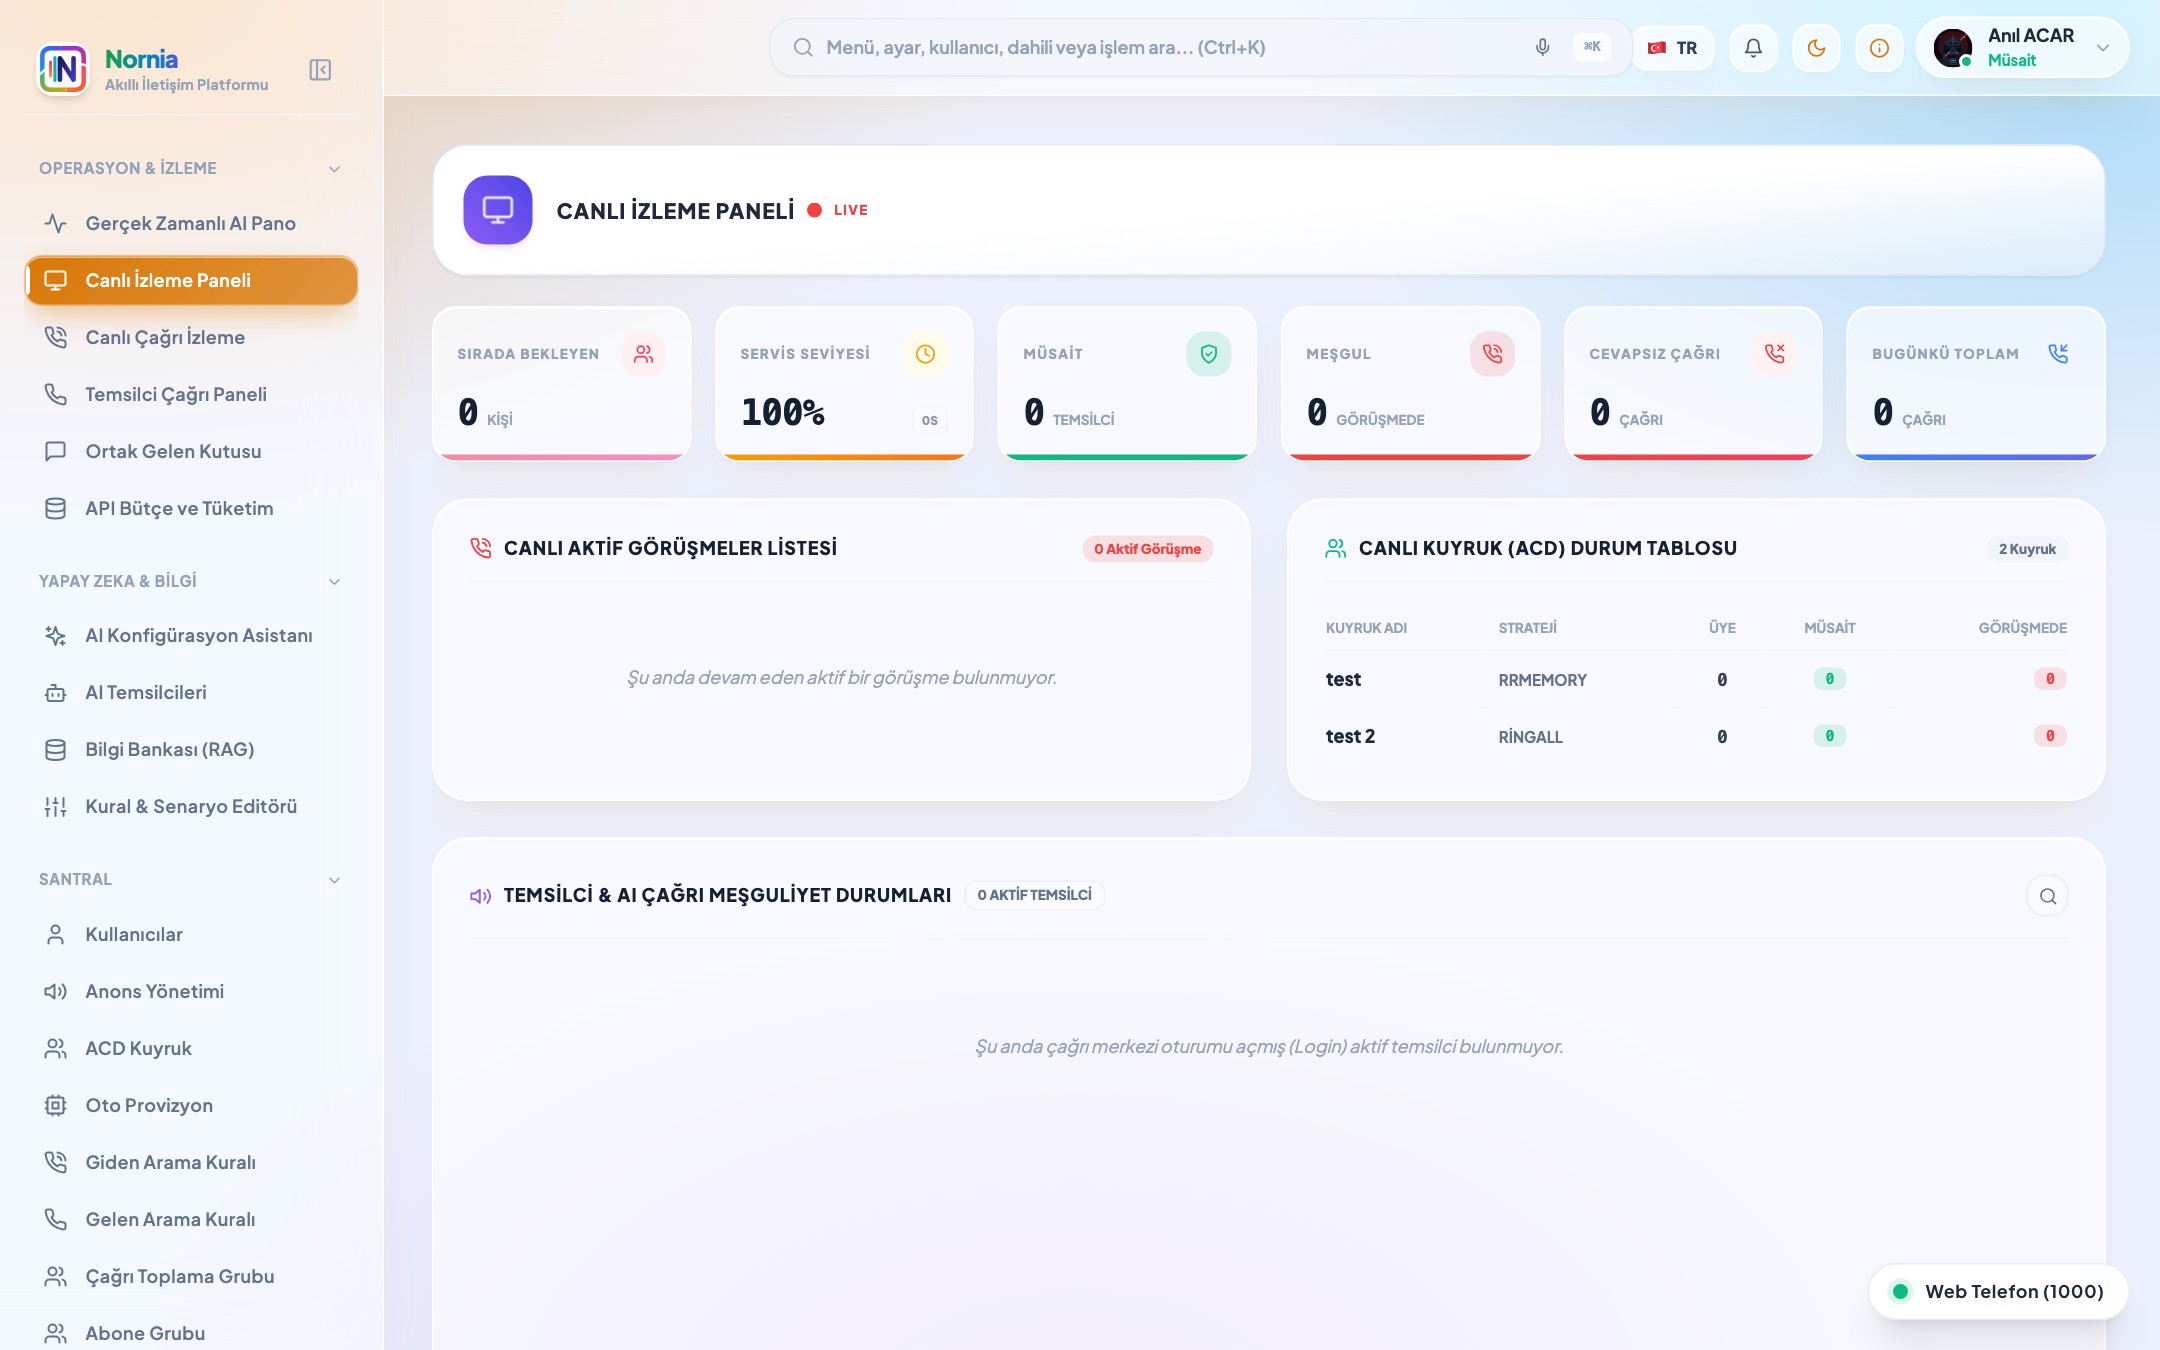 Nornia
Akıllı İletişim Platformu
OPERASYON & İZLEME
Gerçek Zamanlı AI Pano
Canlı İzleme Paneli
Canlı Çağrı İzleme
Temsilci Çağrı Paneli
Ortak Gelen Kutusu
API Bütçe ve Tüketim
YAPAY ZEKA & BİLGİ
AI Konfigürasyon Asistanı
AI Temsilcileri
Bilgi Bankası (RAG)
Kural & Senaryo Editörü
SANTRAL
Kullanıcılar
Anons Yönetimi
ACD Kuyruk
Oto Provizyon
Giden Arama Kuralı
Gelen Arama Kuralı
Çağrı Toplama Grubu
Abone Grubu
Menü, ayar, kullanıcı, dahili veya işlem ara... (Ctrl+K)
⌘K
TR
Anıl ACAR
Müsait
CANLI İZLEME PANELİ LIVE
SIRADA BEKLEYEN
0 KİŞİ
SERVİS SEVİYESİ
100% 0S
MÜSAİT
0 TEMSİLCİ
MEŞGUL
0 GÖRÜŞMEDE
CEVAPSIZ ÇAĞRI
0 ÇAĞRI
BUGÜNKÜ TOPLAM
0 ÇAĞRI
CANLI AKTİF GÖRÜŞMELER LİSTESİ 0 Aktif Görüşme
Şu anda devam eden aktif bir görüşme bulunmuyor.
CANLI KUYRUK (ACD) DURUM TABLOSU 2 Kuyruk
KUYRUK ADI STRATEJİ ÜYE MÜSAİT GÖRÜŞMEDE
test RRMEMORY 0 0 0
test 2 RİNGALL 0 0 0
TEMSİLCİ & AI ÇAĞRI MEŞGULİYET DURUMLARI 0 AKTİF TEMSİLCİ
Şu anda çağrı merkezi oturumu açmış (Login) aktif temsilci bulunmuyor.
Web Telefon (1000)